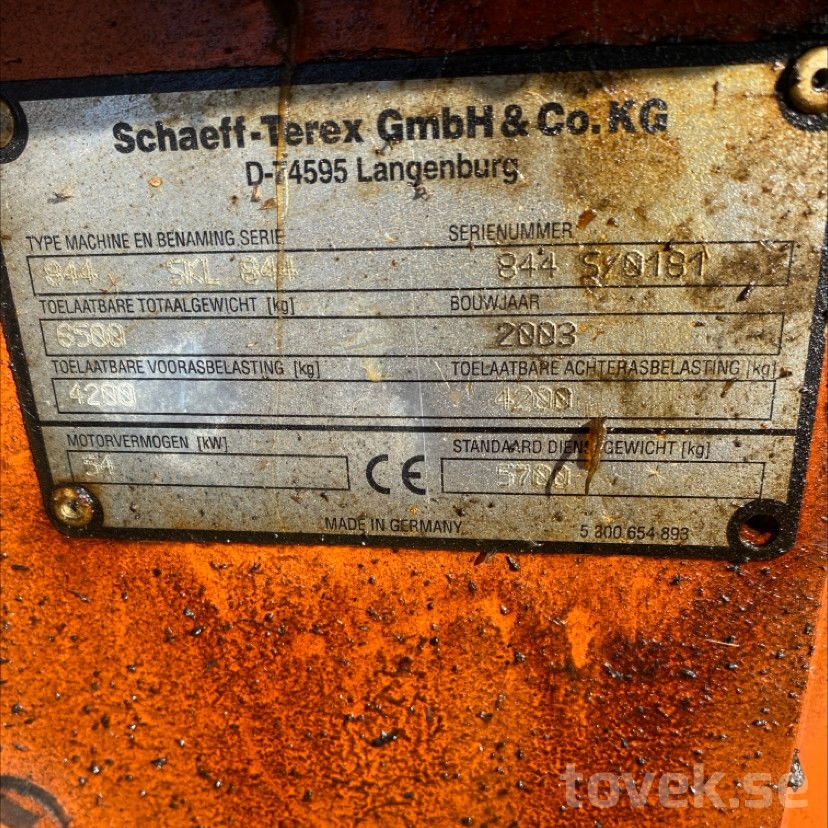 Schaeff-Terex GmbH & Co. KG
D-74595 Langenburg
TYPE MACHINE EN BENAMING SERIE SERIENUMMER
844 SKL 844 844 S/0181
TOELAATBARE TOTAALGEWICHT [kg] BOUWJAAR
6500 2003
TOELAATBARE VOORASBELASTING [kg] TOELAATBARE ACHTERASBELASTING [kg]
4200 4200
MOTORVERMOGEN [kW] STANDAARD DIENSTGEWICHT [kg]
54 CE 5700
MADE IN GERMANY 5 300 654 893
tovek.se